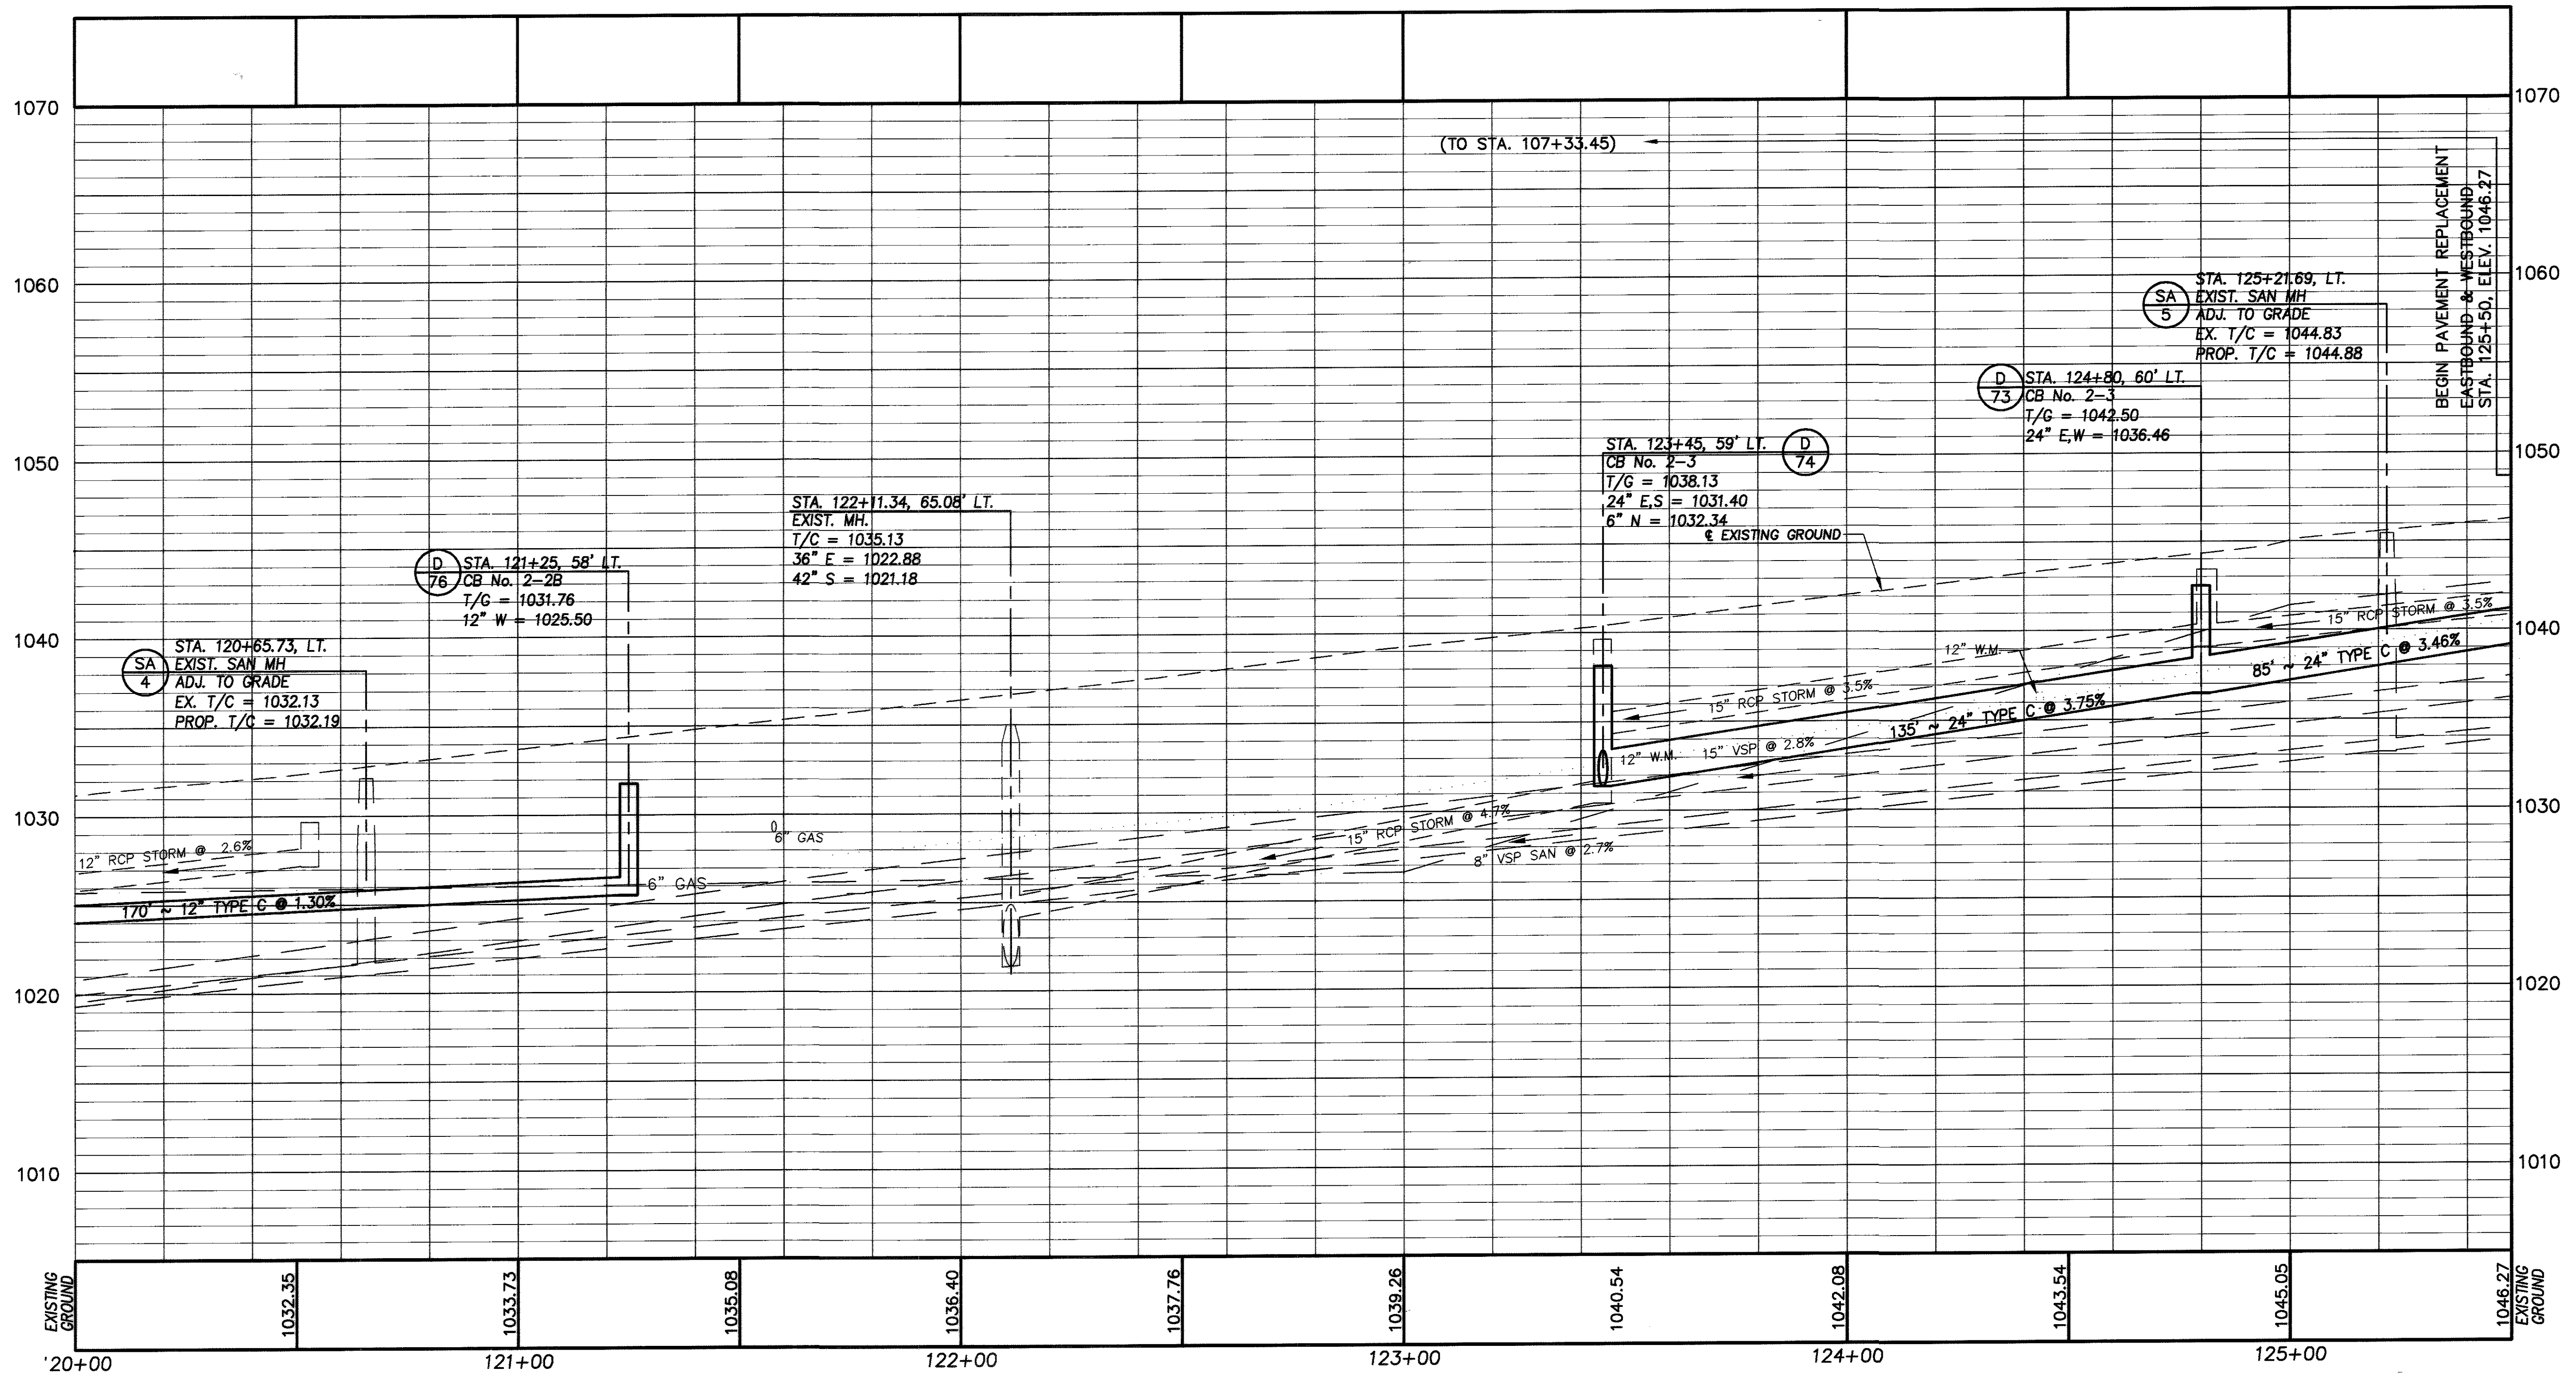 1070
1060
1050
1040
1030
1020
1010
1070
1060
1050
1040
1030
1020
1010
(TO STA. 107+33.45)
BEGIN PAVEMENT REPLACEMENT
EASTBOUND & WESTBOUND
STA. 125+50, ELEV. 1046.27
SA
5
STA. 125+21.69, LT.
EXIST. SAN MH
ADJ. TO GRADE
EX. T/C = 1044.83
PROP. T/C = 1044.88
D
73
STA. 124+80, 60' LT.
CB No. 2-3
T/G = 1042.50
24" E,W = 1036.46
STA. 123+45, 59' LT.
CB No. 2-3
T/G = 1038.13
24" E,S = 1031.40
6" N = 1032.34
D
74
℄ EXISTING GROUND
STA. 122+11.34, 65.08' LT.
EXIST. MH.
T/C = 1035.13
36" E = 1022.88
42" S = 1021.18
D
76
STA. 121+25, 58' LT.
CB No. 2-2B
T/G = 1031.76
12" W = 1025.50
SA
4
STA. 120+65.73, LT.
EXIST. SAN MH
ADJ. TO GRADE
EX. T/C = 1032.13
PROP. T/C = 1032.19
15" RCP STORM @ 3.5%
12" W.M.
85' ~ 24" TYPE C @ 3.46%
15" RCP STORM @ 3.5%
135' ~ 24" TYPE C @ 3.75%
12" W.M.
15" VSP @ 2.8%
15" RCP STORM @ 4.7%
8" VSP SAN @ 2.7%
6" GAS
12" RCP STORM @ 2.6%
6" GAS
170' ~ 12" TYPE C @ 1.30%
EXISTING
GROUND
1032.35
1033.73
1035.08
1036.40
1037.76
1039.26
1040.54
1042.08
1043.54
1045.05
1046.27
EXISTING
GROUND
'20+00
121+00
122+00
123+00
124+00
125+00